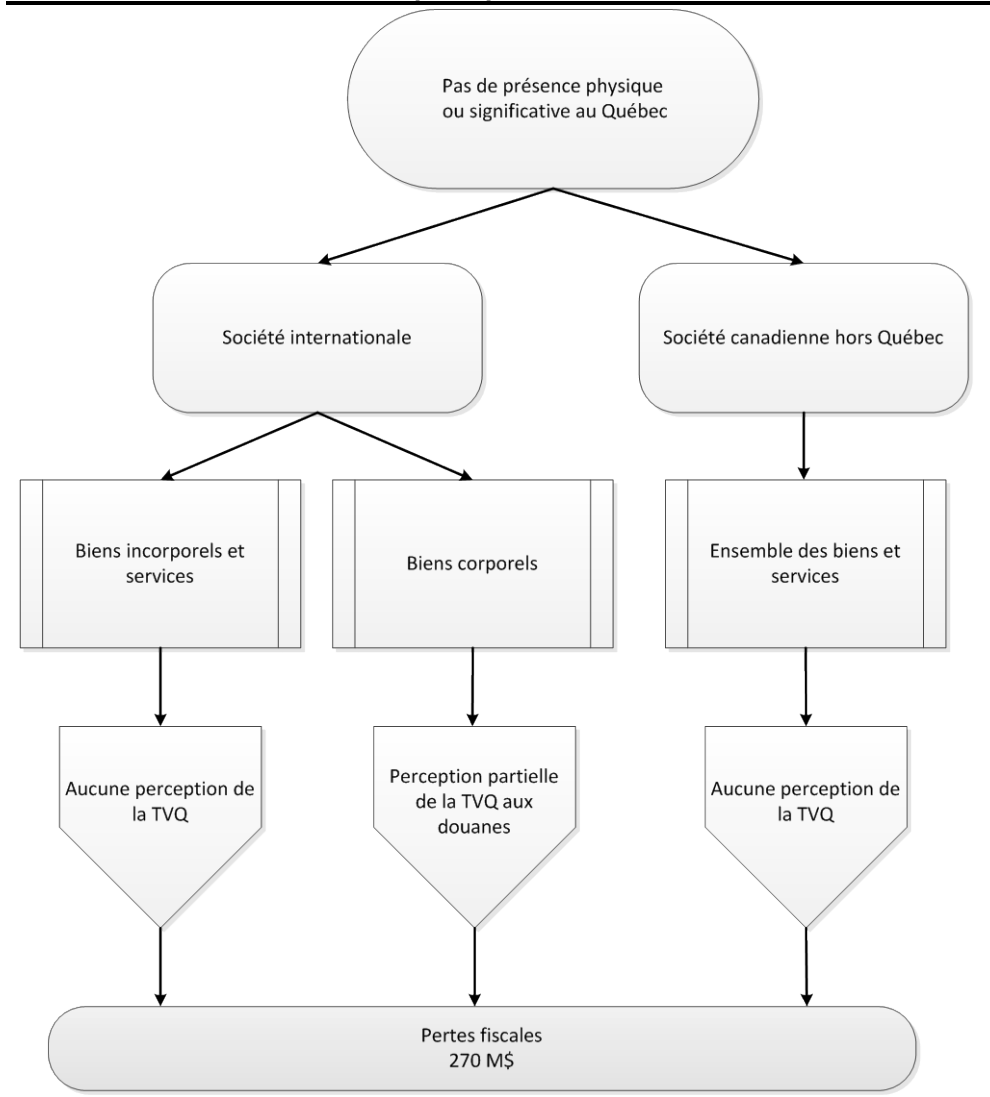 Pas de présence physique
ou significative au Québec
Société internationale
Société canadienne hors Québec
Biens incorporels et
services
Biens corporels
Ensemble des biens et
services
Aucune perception de
la TVQ
Perception partielle
de la TVQ aux
douanes
Aucune perception de
la TVQ
Pertes fiscales
270 M$